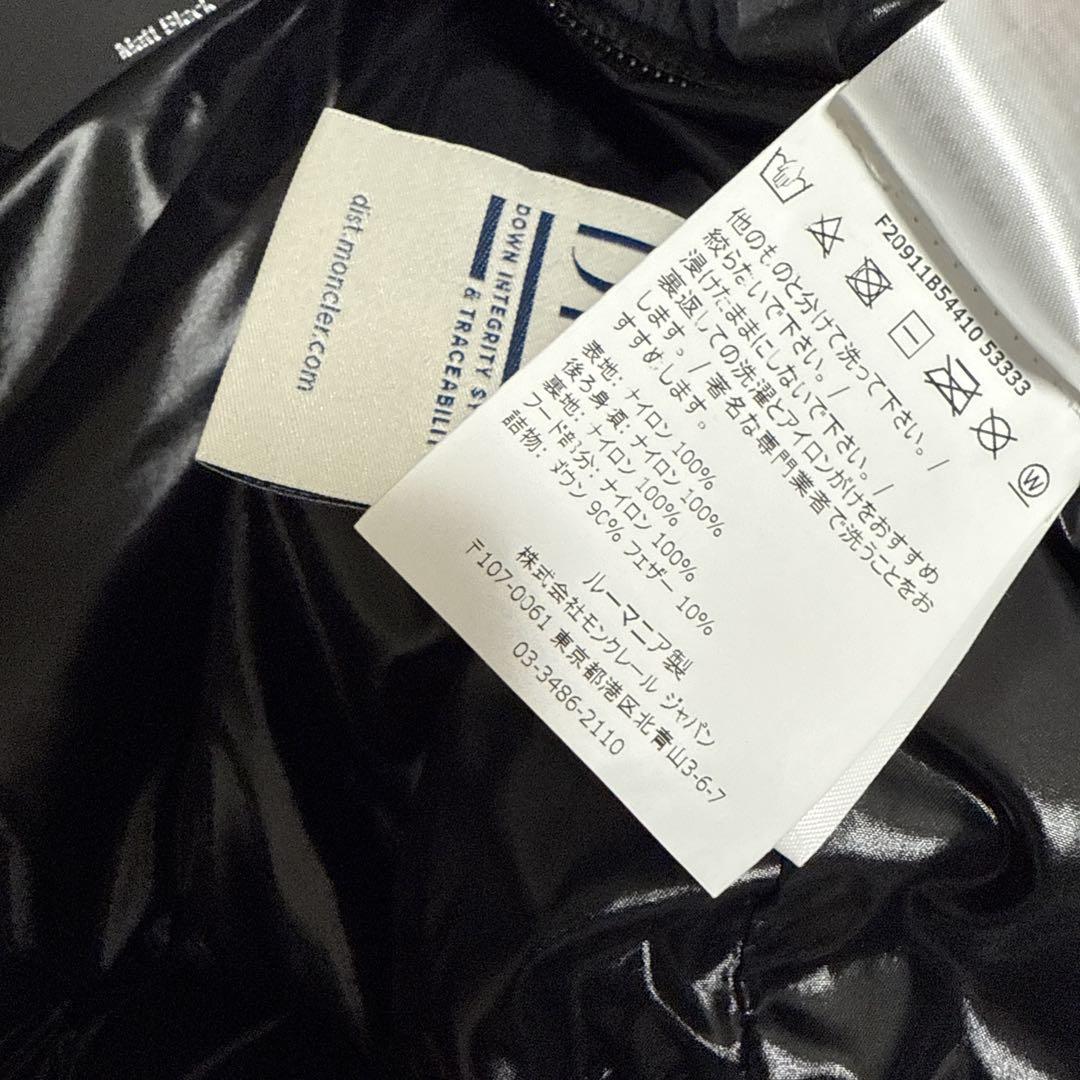 Matt Black
dist.moncler.com
DOWN INTEGRITY
& TRACEABILI
F20911B54410 53333
他のものと分けて洗って下さい。/
絞らないで下さい。/
浸けたままにしないで下さい。/
裏返しての洗濯とアイロンがけをおすすめ
します。/ 著名な専門業者で洗うことをお
すすめします。
表地: ナイロン 100%
後ろ身頃: ナイロン 100%
裏地: ナイロン 100%
フード部分: ナイロン 100%
詰物: ダウン 90% フェザー 10%
ルーマニア製
株式会社モンクレール ジャパン
〒107-0061 東京都港区北青山3-6-7
03-3486-2110
W